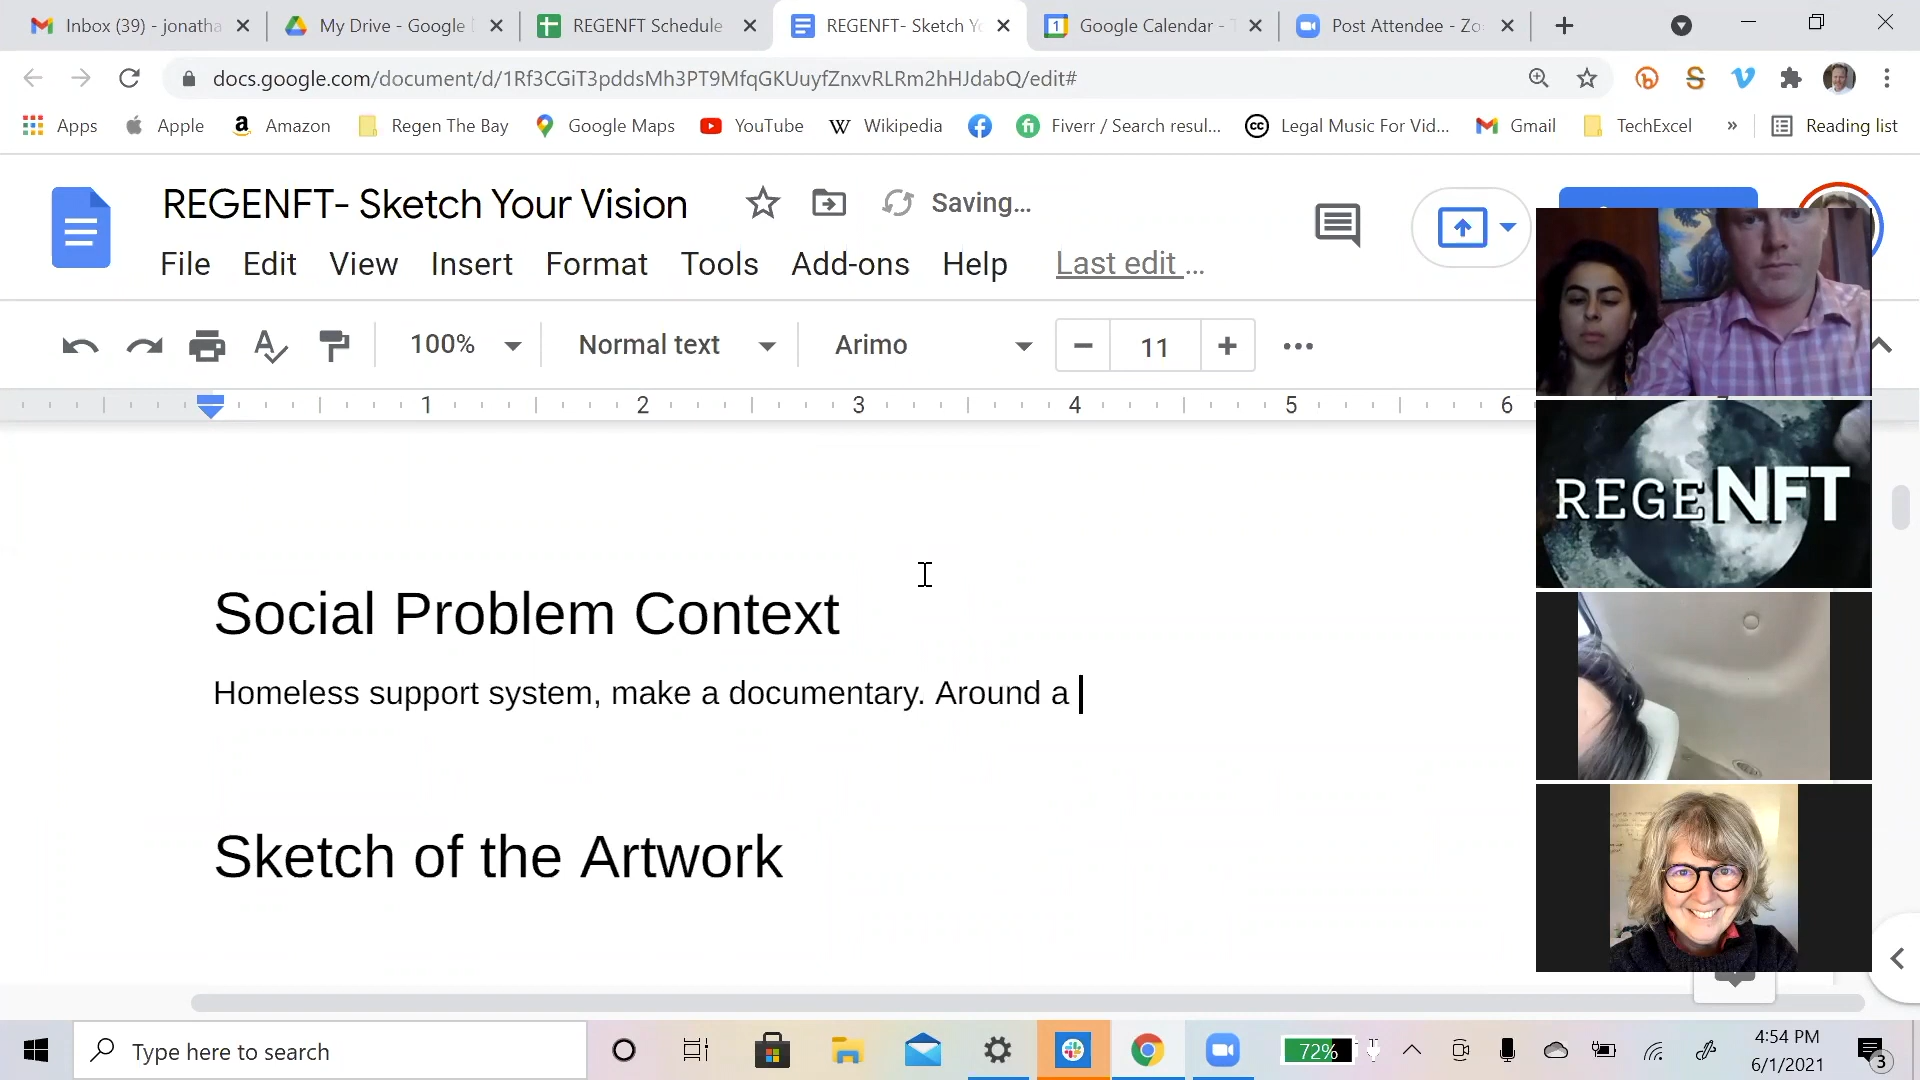 Inbox (39) - jonatha
My Drive - Google
REGENFT Schedule
REGENFT- Sketch Yo
Google Calendar -
Post Attendee - Zo
docs.google.com/document/d/1Rf3CGiT3pddsMh3PT9MfqGKUuyfZnxvRLRm2hHJdabQ/edit#
Apps
Apple
Amazon
Regen The Bay
Google Maps
YouTube
Wikipedia
Fiverr / Search resul...
Legal Music For Vid...
Gmail
TechExcel
»
Reading list
REGENFT- Sketch Your Vision
Saving...
File Edit View Insert Format Tools Add-ons Help Last edit ...
100% Normal text Arimo 11
1 2 3 4 5 6
Social Problem Context
Homeless support system, make a documentary. Around a
Sketch of the Artwork
REGENFT
Type here to search
72%
4:54 PM
6/1/2021
3